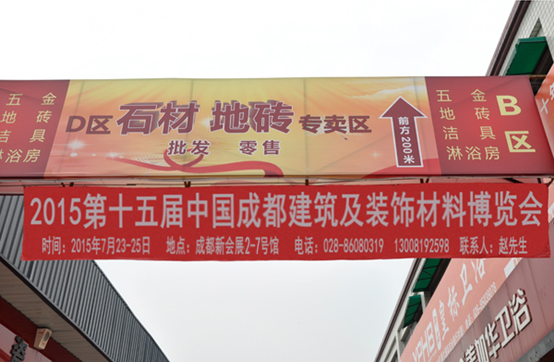 五金
地砖
洁具
淋浴房
D区 石材 地砖 专卖区
批发 零售
前方200米
五金
地砖
洁具
淋浴房
B区
2015第十五届中国成都建筑及装饰材料博览会
时间：2015年7月23-25日 地点：成都新会展2-7号馆 电话：028-86080319 13008192598 联系人：赵先生
加华卫浴